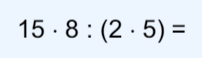 15 · 8 : (2 · 5) =